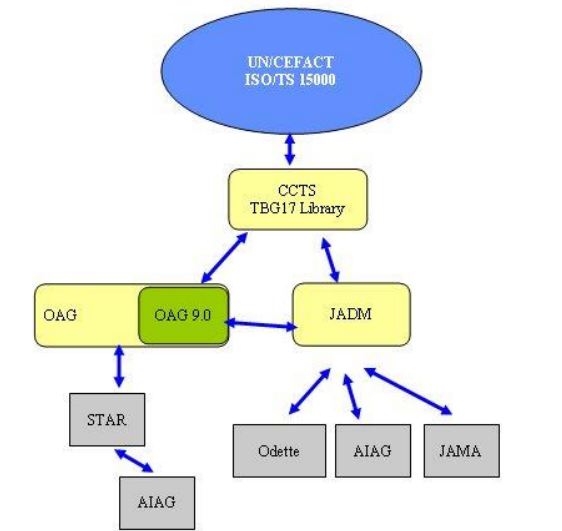 UN/CEFACT
ISO/TS 15000
CCTS
TBG17 Library
OAG
OAG 9.0
JADM
STAR
Odette
AIAG
JAMA
AIAG